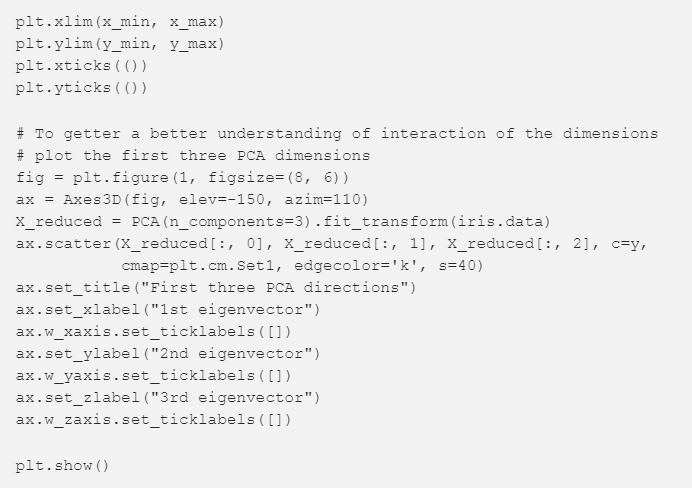 plt.xlim(x_min, x_max)
plt.ylim(y_min, y_max)
plt.xticks(())
plt.yticks(())

# To getter a better understanding of interaction of the dimensions
# plot the first three PCA dimensions
fig = plt.figure(1, figsize=(8, 6))
ax = Axes3D(fig, elev=-150, azim=110)
X_reduced = PCA(n_components=3).fit_transform(iris.data)
ax.scatter(X_reduced[:, 0], X_reduced[:, 1], X_reduced[:, 2], c=y,
           cmap=plt.cm.Set1, edgecolor='k', s=40)
ax.set_title("First three PCA directions")
ax.set_xlabel("1st eigenvector")
ax.w_xaxis.set_ticklabels([])
ax.set_ylabel("2nd eigenvector")
ax.w_yaxis.set_ticklabels([])
ax.set_zlabel("3rd eigenvector")
ax.w_zaxis.set_ticklabels([])

plt.show()